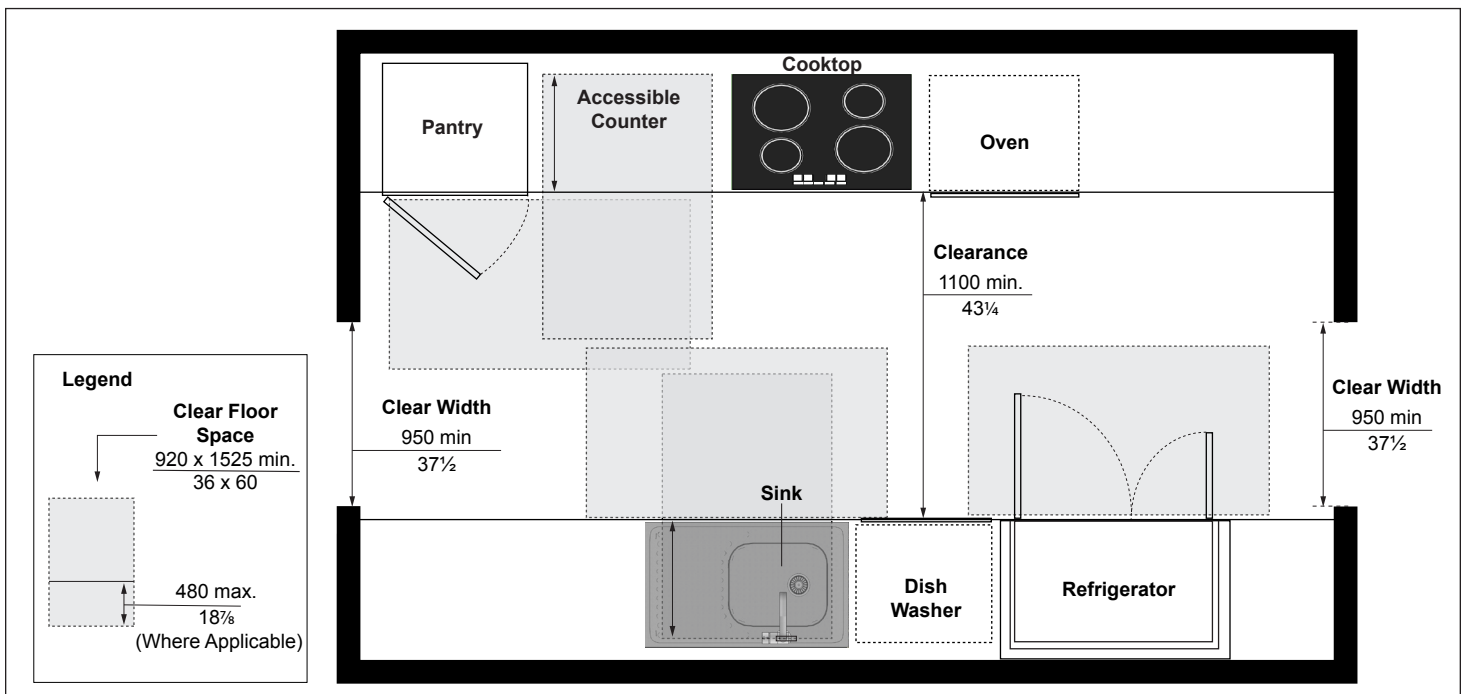 Cooktop
Pantry
Accessible
Counter
Oven
Clearance
1100 min.
43¼
Legend
Clear Floor
Space
920 x 1525 min.
36 x 60
480 max.
18⅞
(Where Applicable)
Clear Width
950 min
37½
Clear Width
950 min
37½
Sink
Dish
Washer
Refrigerator